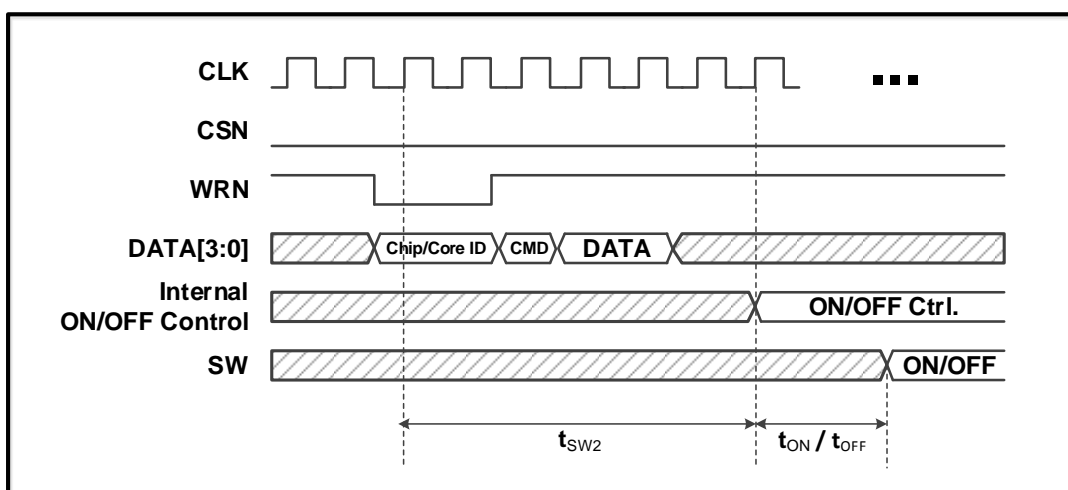 CLK
...
CSN
WRN
DATA[3:0]
Chip/Core ID
CMD
DATA
Internal
ON/OFF Control
ON/OFF Ctrl.
SW
ON/OFF
tSW2
tON / tOFF